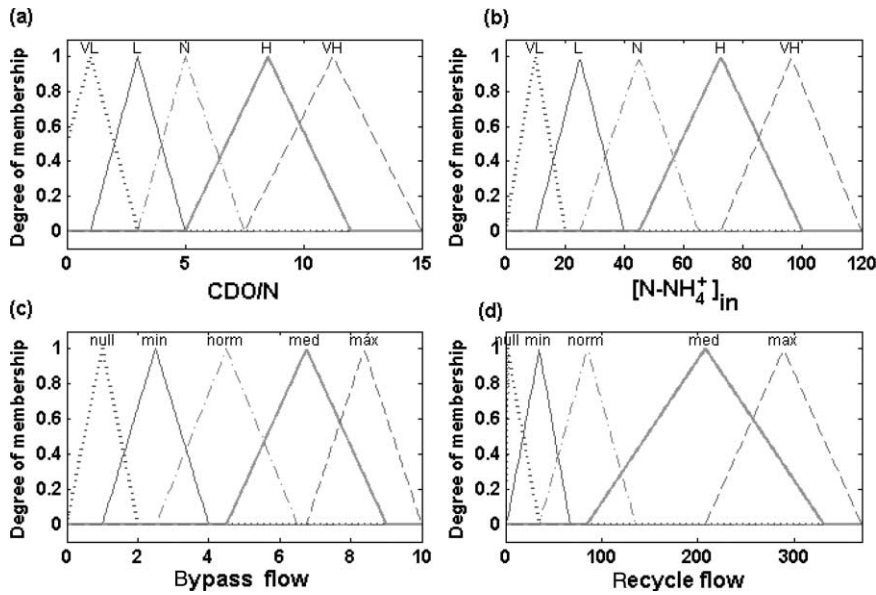 (a)
VL L N H VH
Degree of membership
1
0.8
0.6
0.4
0.2
0
0 5 10 15
CDO/N
(b)
VL L N H VH
Degree of membership
1
0.8
0.6
0.4
0.2
0
0 20 40 60 80 100 120
[N-NH₄⁺]in
(c)
null min norm med máx
Degree of membership
1
0.8
0.6
0.4
0.2
0
0 2 4 6 8 10
Bypass flow
(d)
null min norm med max
Degree of membership
1
0.8
0.6
0.4
0.2
0
0 100 200 300
Recycle flow